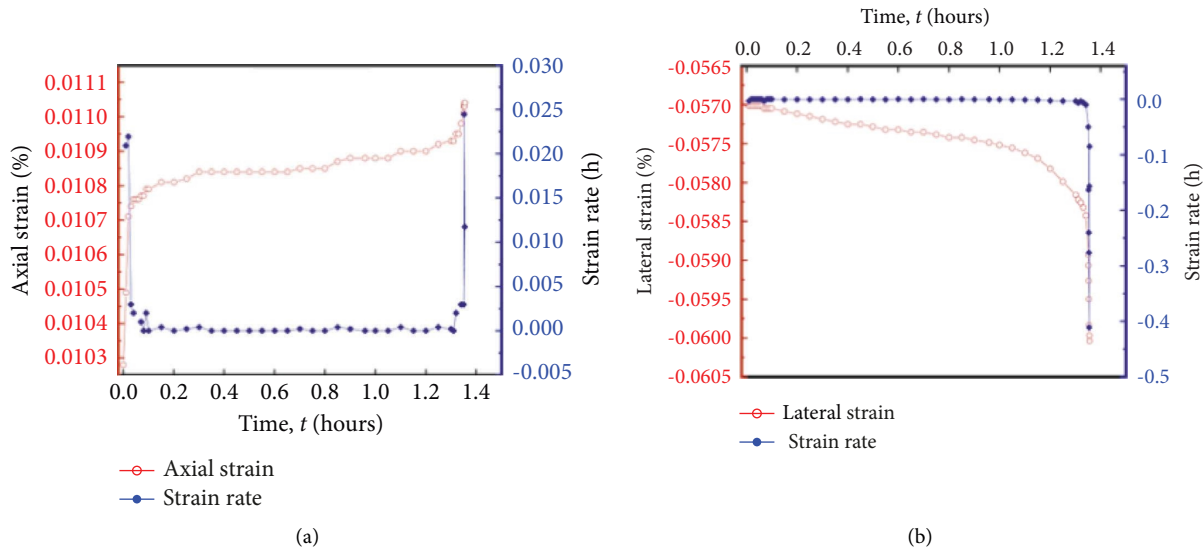 0.0111
0.0110
0.0109
0.0108
0.0107
0.0106
0.0105
0.0104
0.0103
Axial strain (%)
0.030
0.025
0.020
0.015
0.010
0.005
0.000
-0.005
Strain rate (h)
0.0 0.2 0.4 0.6 0.8 1.0 1.2 1.4
Time, t (hours)
Axial strain
Strain rate
(a)
Time, t (hours)
0.0 0.2 0.4 0.6 0.8 1.0 1.2 1.4
-0.0565
-0.0570
-0.0575
-0.0580
-0.0585
-0.0590
-0.0595
-0.0600
-0.0605
Lateral strain (%)
0.0
-0.1
-0.2
-0.3
-0.4
-0.5
Strain rate (h)
Lateral strain
Strain rate
(b)